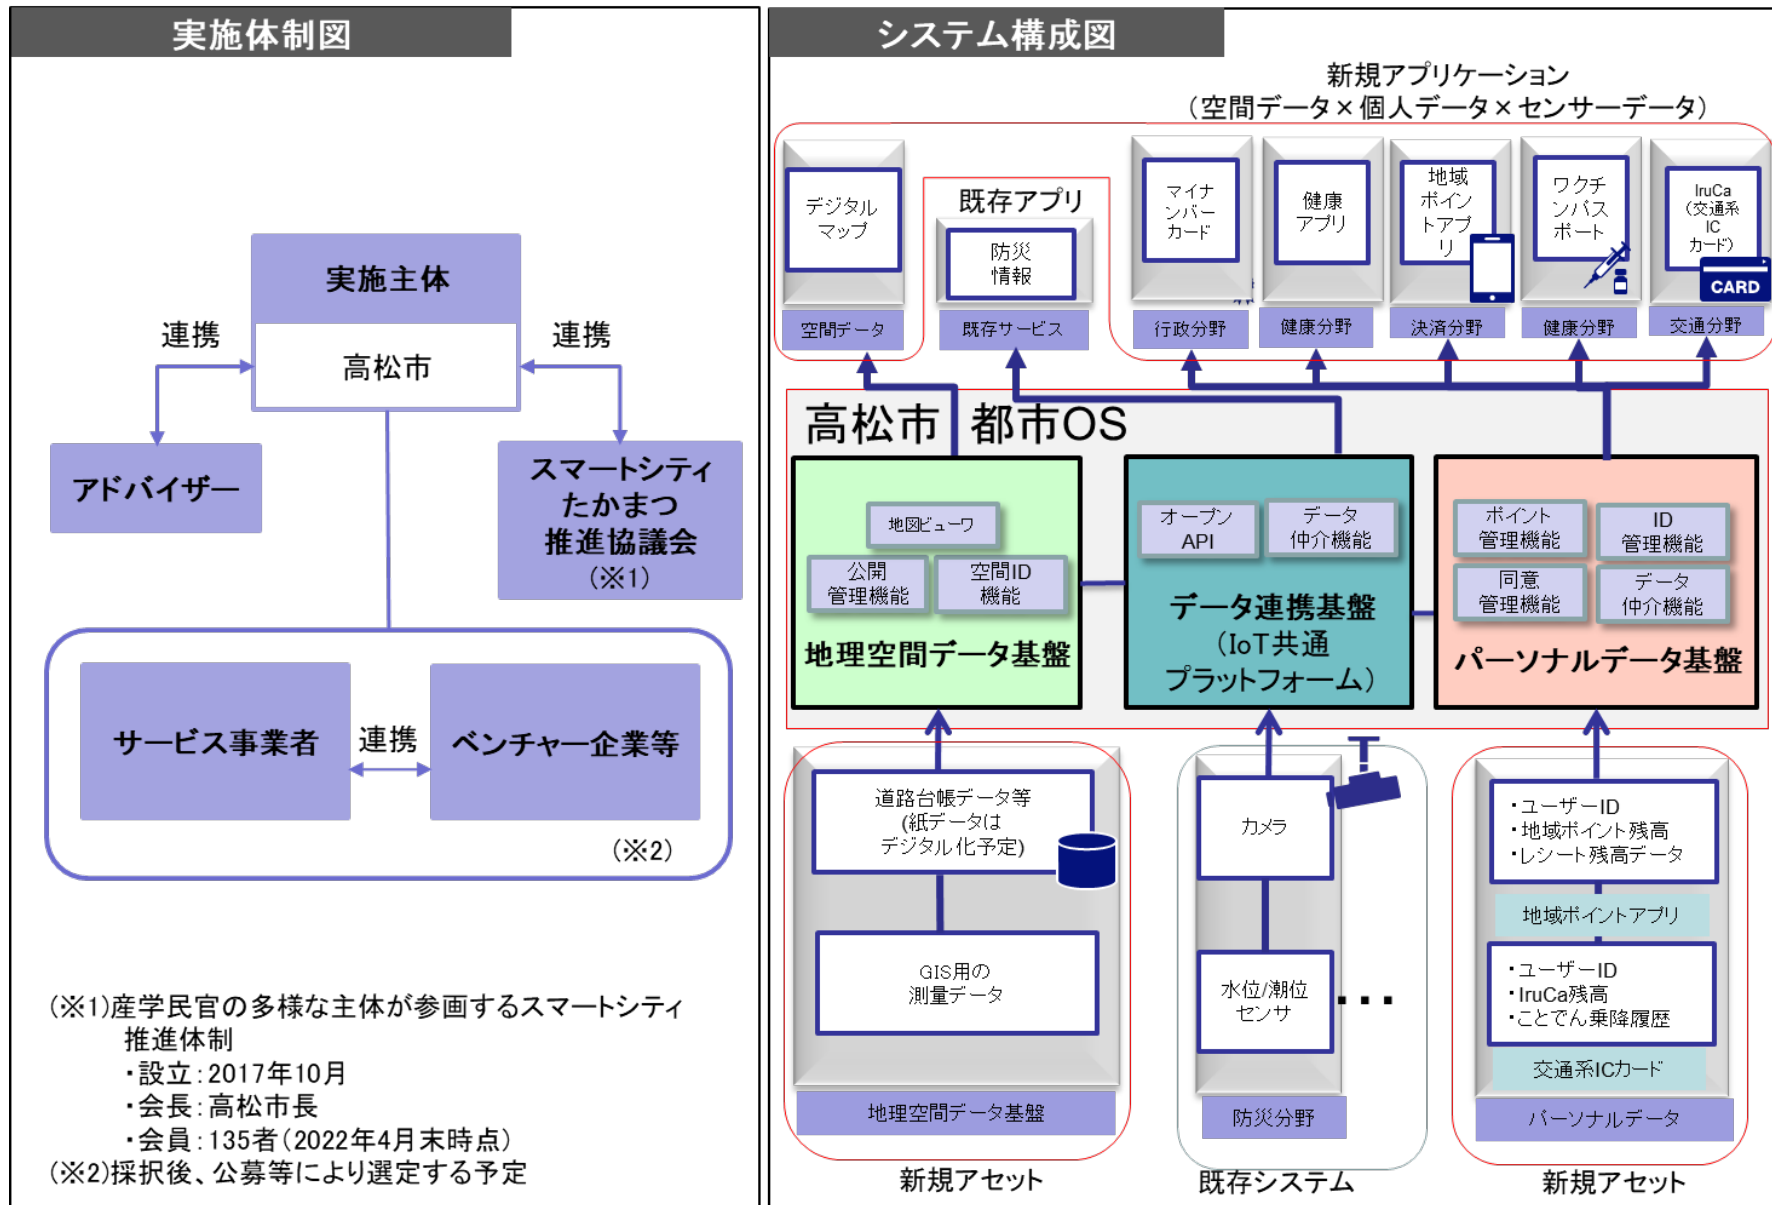 実施体制図
実施主体
高松市
連携
連携
アドバイザー
スマートシティ
たかまつ
推進協議会
(※1)
サービス事業者
連携
ベンチャー企業等
(※2)
(※1)産学民官の多様な主体が参画するスマートシティ
推進体制
・設立：2017年10月
・会長：高松市長
・会員：135者（2022年4月末時点）
(※2)採択後、公募等により選定する予定
システム構成図
新規アプリケーション
（空間データ×個人データ×センサーデータ）
デジタル
マップ
空間データ
既存アプリ
防災
情報
既存サービス
マイナ
ンバー
カード
行政分野
健康
アプリ
健康分野
地域
ポイン
トアプ
リ
決済分野
ワクチ
ンパス
ポート
健康分野
IruCa
（交通系
IC
カード）
CARD
交通分野
高松市 都市OS
地図ビューワ
公開
管理機能
空間ID
機能
地理空間データ基盤
オープン
API
データ
仲介機能
データ連携基盤
（IoT共通
プラットフォーム）
ポイント
管理機能
ID
管理機能
同意
管理機能
データ
仲介機能
パーソナルデータ基盤
道路台帳データ等
(紙データは
デジタル化予定)
GIS用の
測量データ
地理空間データ基盤
新規アセット
カメラ
水位/潮位
センサ
・・・
防災分野
既存システム
・ユーザーID
・地域ポイント残高
・レシート残高データ
地域ポイントアプリ
・ユーザーID
・IruCa残高
・ことでん乗降履歴
交通系ICカード
パーソナルデータ
新規アセット